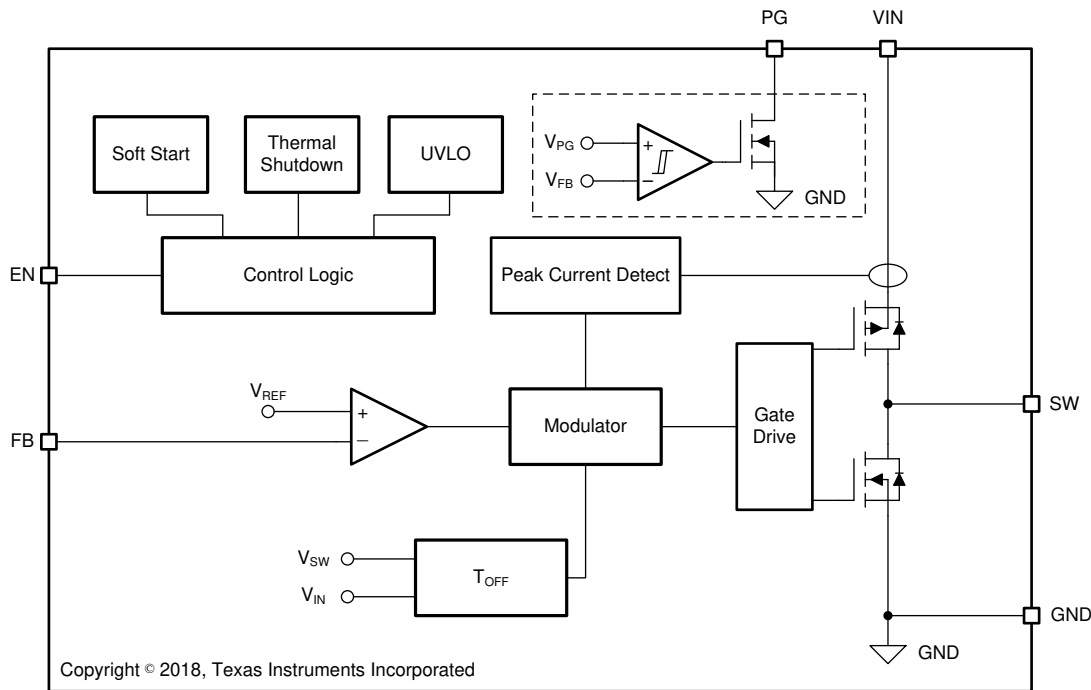 PG
VIN
Soft Start
Thermal
Shutdown
UVLO
VPG
+
VFB
−
GND
EN
Control Logic
Peak Current Detect
VREF
+
−
FB
Modulator
Gate
Drive
SW
VSW
VIN
TOFF
GND
GND
Copyright © 2018, Texas Instruments Incorporated